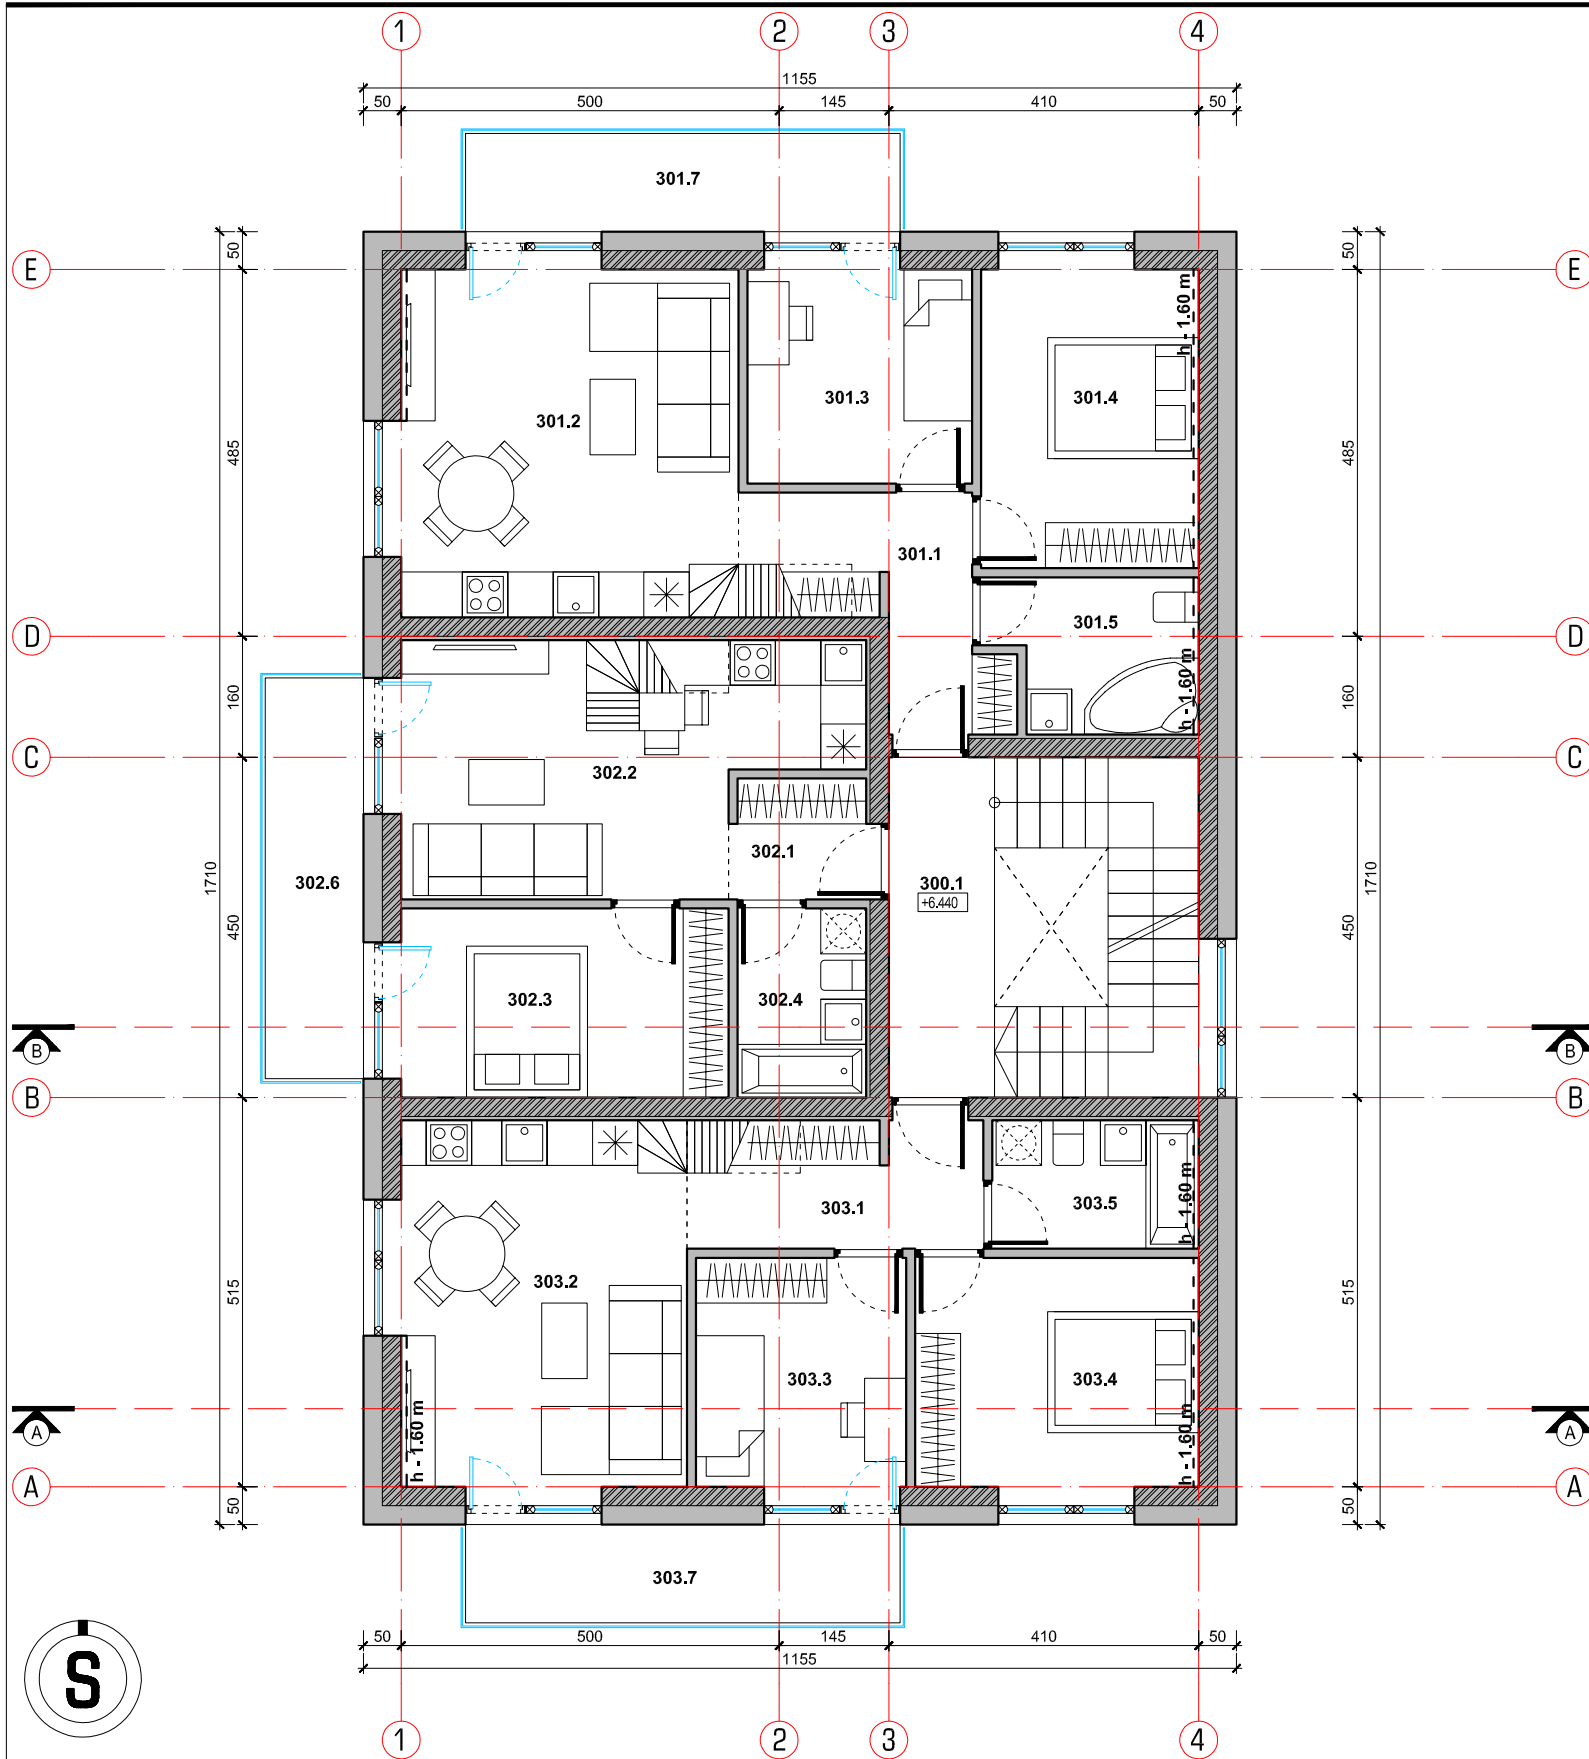 1 2 3 4
1155
50 500 145 410 50
301.7
50 50
E E
h - 1.60 m
301.3 301.4
301.2
485 485
301.1
301.5
D D
h - 1.60 m
160 160
C C
302.2
302.1
1710 302.6 300.1 1710
+6.440
450 450
302.3 302.4
B B
B B
303.1 303.5 h - 1.60 m
303.2
515 515
303.3 303.4
h - 1.60 m h - 1.60 m
A A
A A
50 50
303.7
S
50 500 145 410 50
1155
1 2 3 4